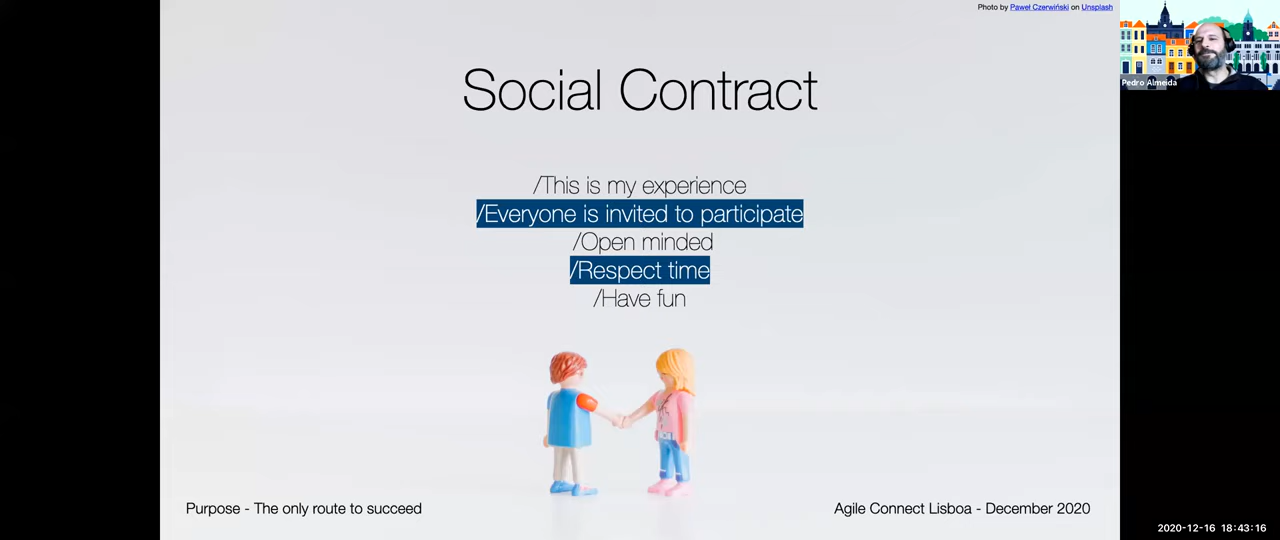 Photo by Paweł Czerwiński on Unsplash
Pedro Almeida
Social Contract
/This is my experience
/Everyone is invited to participate
/Open minded
/Respect time
/Have fun
Purpose - The only route to succeed
Agile Connect Lisboa - December 2020
2020-12-16 18:43:16